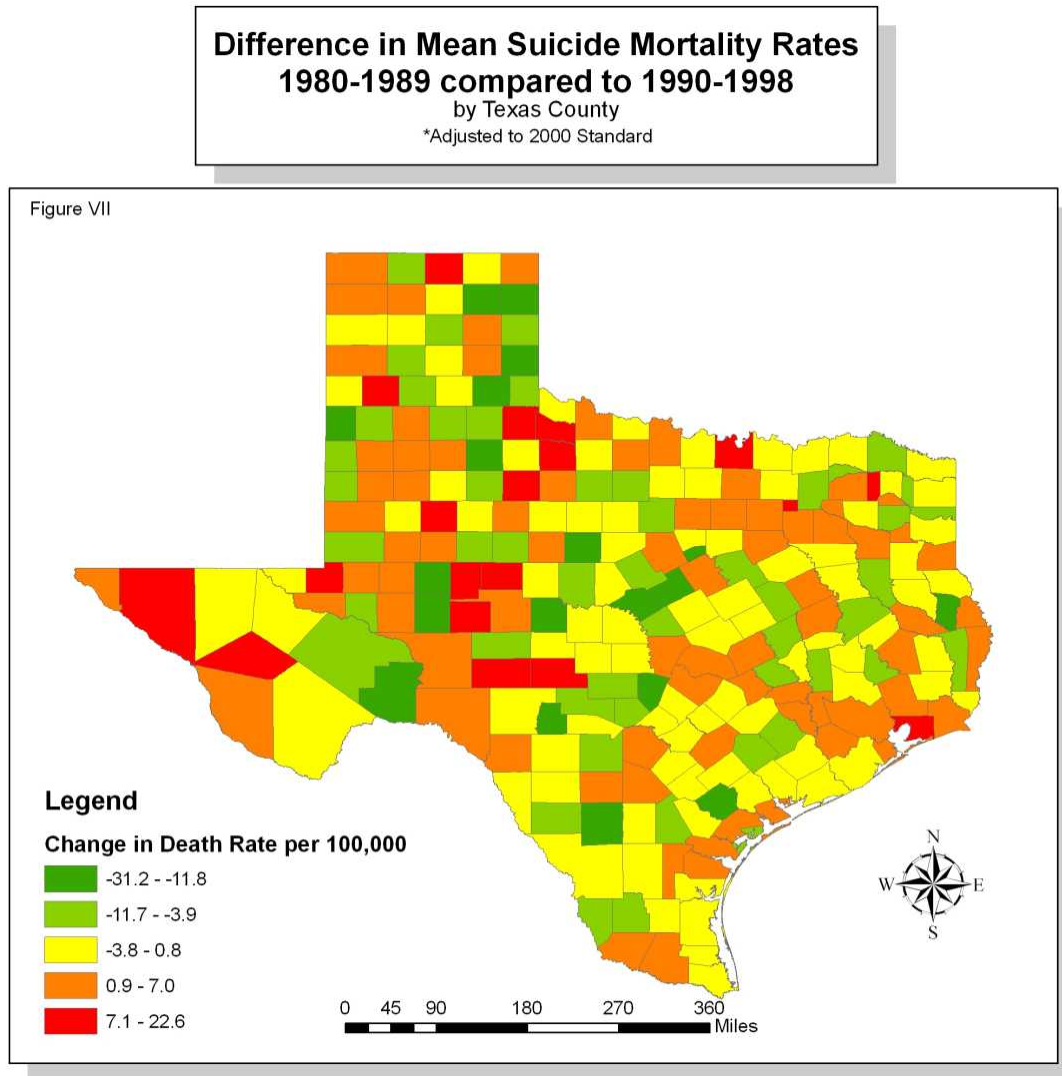 Difference in Mean Suicide Mortality Rates
1980-1989 compared to 1990-1998
by Texas County
*Adjusted to 2000 Standard
Figure VII
Legend
Change in Death Rate per 100,000
-31.2 - -11.8
-11.7 - -3.9
-3.8 - 0.8
0.9 - 7.0
7.1 - 22.6
N
W E
S
0 45 90 180 270 360
Miles